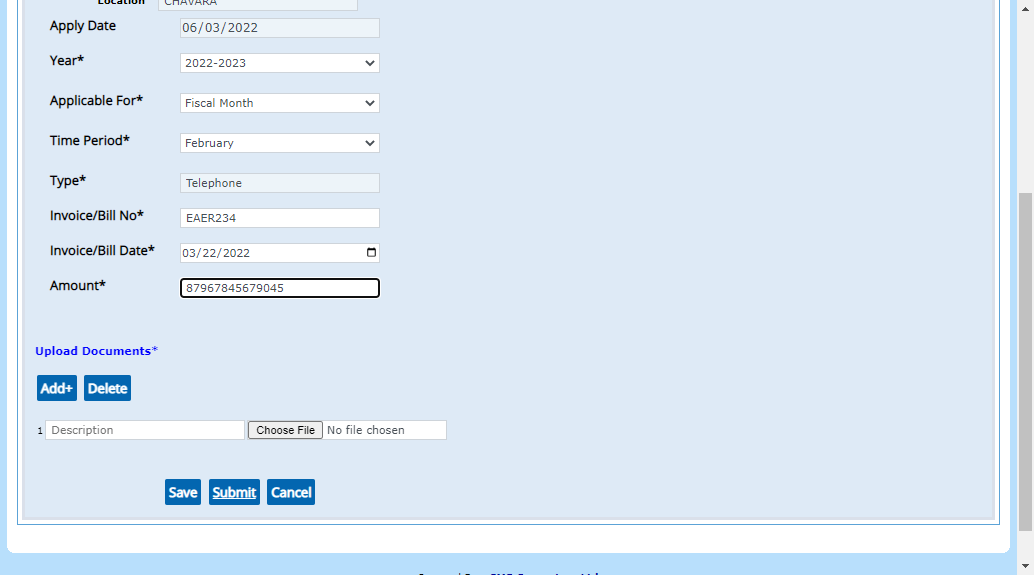 Location CHAVARA
Apply Date 06/03/2022
Year* 2022-2023
Applicable For* Fiscal Month
Time Period* February
Type* Telephone
Invoice/Bill No* EAER234
Invoice/Bill Date* 03/22/2022
Amount* 87967845679045
Upload Documents*
Add+ Delete
1 Description Choose File No file chosen
Save Submit Cancel